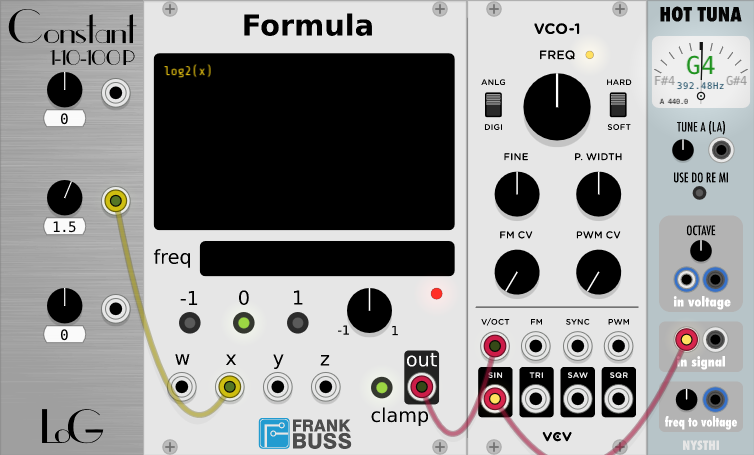 Constant
1-10-100P
0
1.5
0
LoG
Formula
log2(x)
freq
-1 0 1
-1 1
w x y z out
clamp
FRANK
BUSS
VCO-1
FREQ
ANLG HARD
DIGI SOFT
FINE P. WIDTH
FM CV PWM CV
V/OCT FM SYNC PWM
SIN TRI SAW SQR
VCV
HOT TUNA
G4
F#4 G#4
392.48Hz
A 440.0
TUNE A (LA)
USE DO RE MI
OCTAVE
in voltage
in signal
freq to voltage
NYSTHI